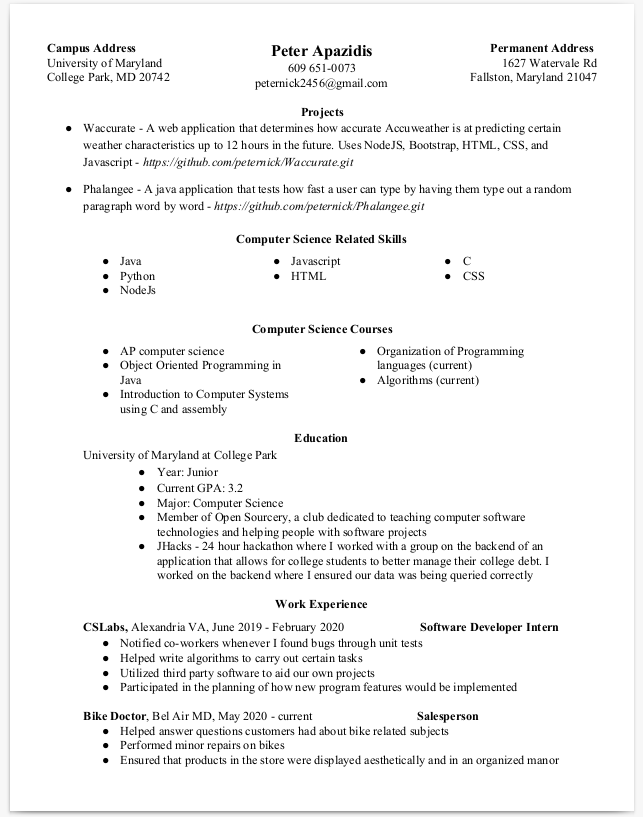 Campus Address
University of Maryland
College Park, MD 20742
Peter Apazidis
609 651-0073
peternick2456@gmail.com
Permanent Address
1627 Watervale Rd
Fallston, Maryland 21047
Projects
● Waccurate - A web application that determines how accurate Accuweather is at predicting certain
weather characteristics up to 12 hours in the future. Uses NodeJS, Bootstrap, HTML, CSS, and
Javascript - https://github.com/peternick/Waccurate.git
● Phalangee - A java application that tests how fast a user can type by having them type out a random
paragraph word by word - https://github.com/peternick/Phalangee.git
Computer Science Related Skills
● Java
● Python
● NodeJs
● Javascript
● HTML
● C
● CSS
Computer Science Courses
● AP computer science
● Object Oriented Programming in
Java
● Introduction to Computer Systems
using C and assembly
● Organization of Programming
languages (current)
● Algorithms (current)
Education
University of Maryland at College Park
● Year: Junior
● Current GPA: 3.2
● Major: Computer Science
● Member of Open Sourcery, a club dedicated to teaching computer software
technologies and helping people with software projects
● JHacks - 24 hour hackathon where I worked with a group on the backend of an
application that allows for college students to better manage their college debt. I
worked on the backend where I ensured our data was being queried correctly
Work Experience
CSLabs, Alexandria VA, June 2019 - February 2020 Software Developer Intern
● Notified co-workers whenever I found bugs through unit tests
● Helped write algorithms to carry out certain tasks
● Utilized third party software to aid our own projects
● Participated in the planning of how new program features would be implemented
Bike Doctor, Bel Air MD, May 2020 - current Salesperson
● Helped answer questions customers had about bike related subjects
● Performed minor repairs on bikes
● Ensured that products in the store were displayed aesthetically and in an organized manor